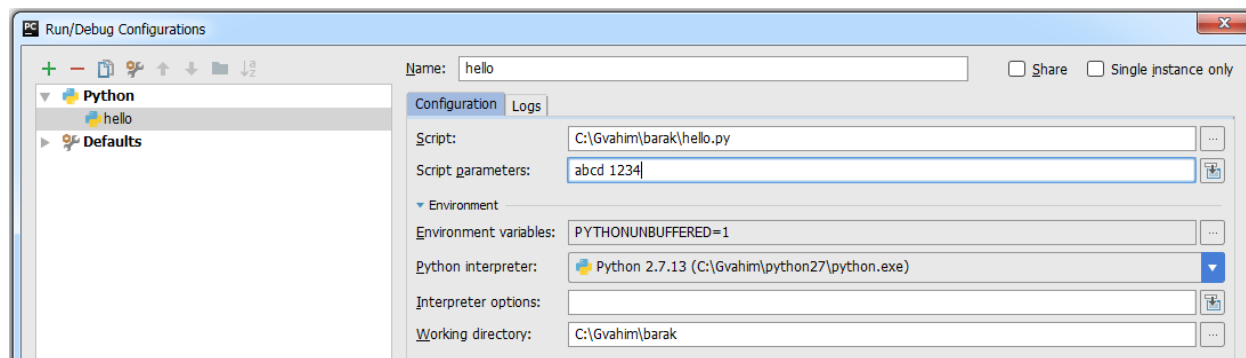 PC Run/Debug Configurations
Name: hello
Share
Single instance only
Python
hello
Defaults
Configuration Logs
Script: C:\Gvahim\barak\hello.py
Script parameters: abcd 1234
Environment
Environment variables: PYTHONUNBUFFERED=1
Python interpreter: Python 2.7.13 (C:\Gvahim\python27\python.exe)
Interpreter options:
Working directory: C:\Gvahim\barak